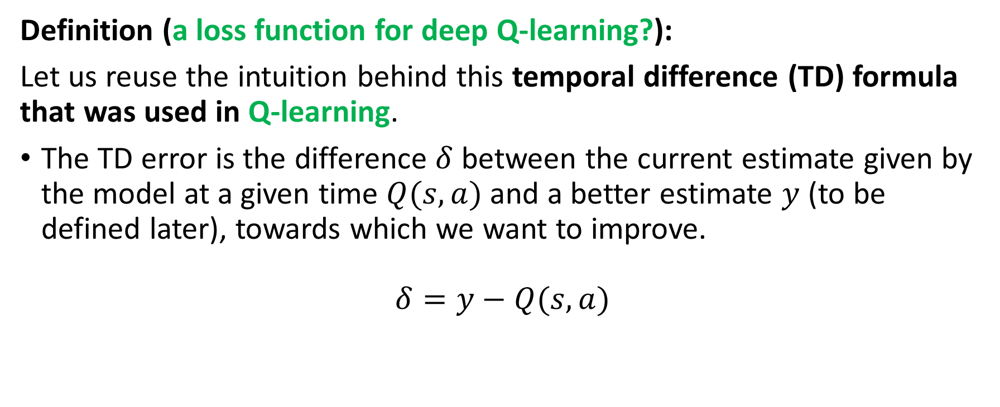 Definition (a loss function for deep Q-learning?):
Let us reuse the intuition behind this temporal difference (TD) formula
that was used in Q-learning.
• The TD error is the difference 𝛿 between the current estimate given by
the model at a given time 𝑄(𝑠, 𝑎) and a better estimate 𝑦 (to be
defined later), towards which we want to improve.
𝛿 = 𝑦 − 𝑄(𝑠, 𝑎)